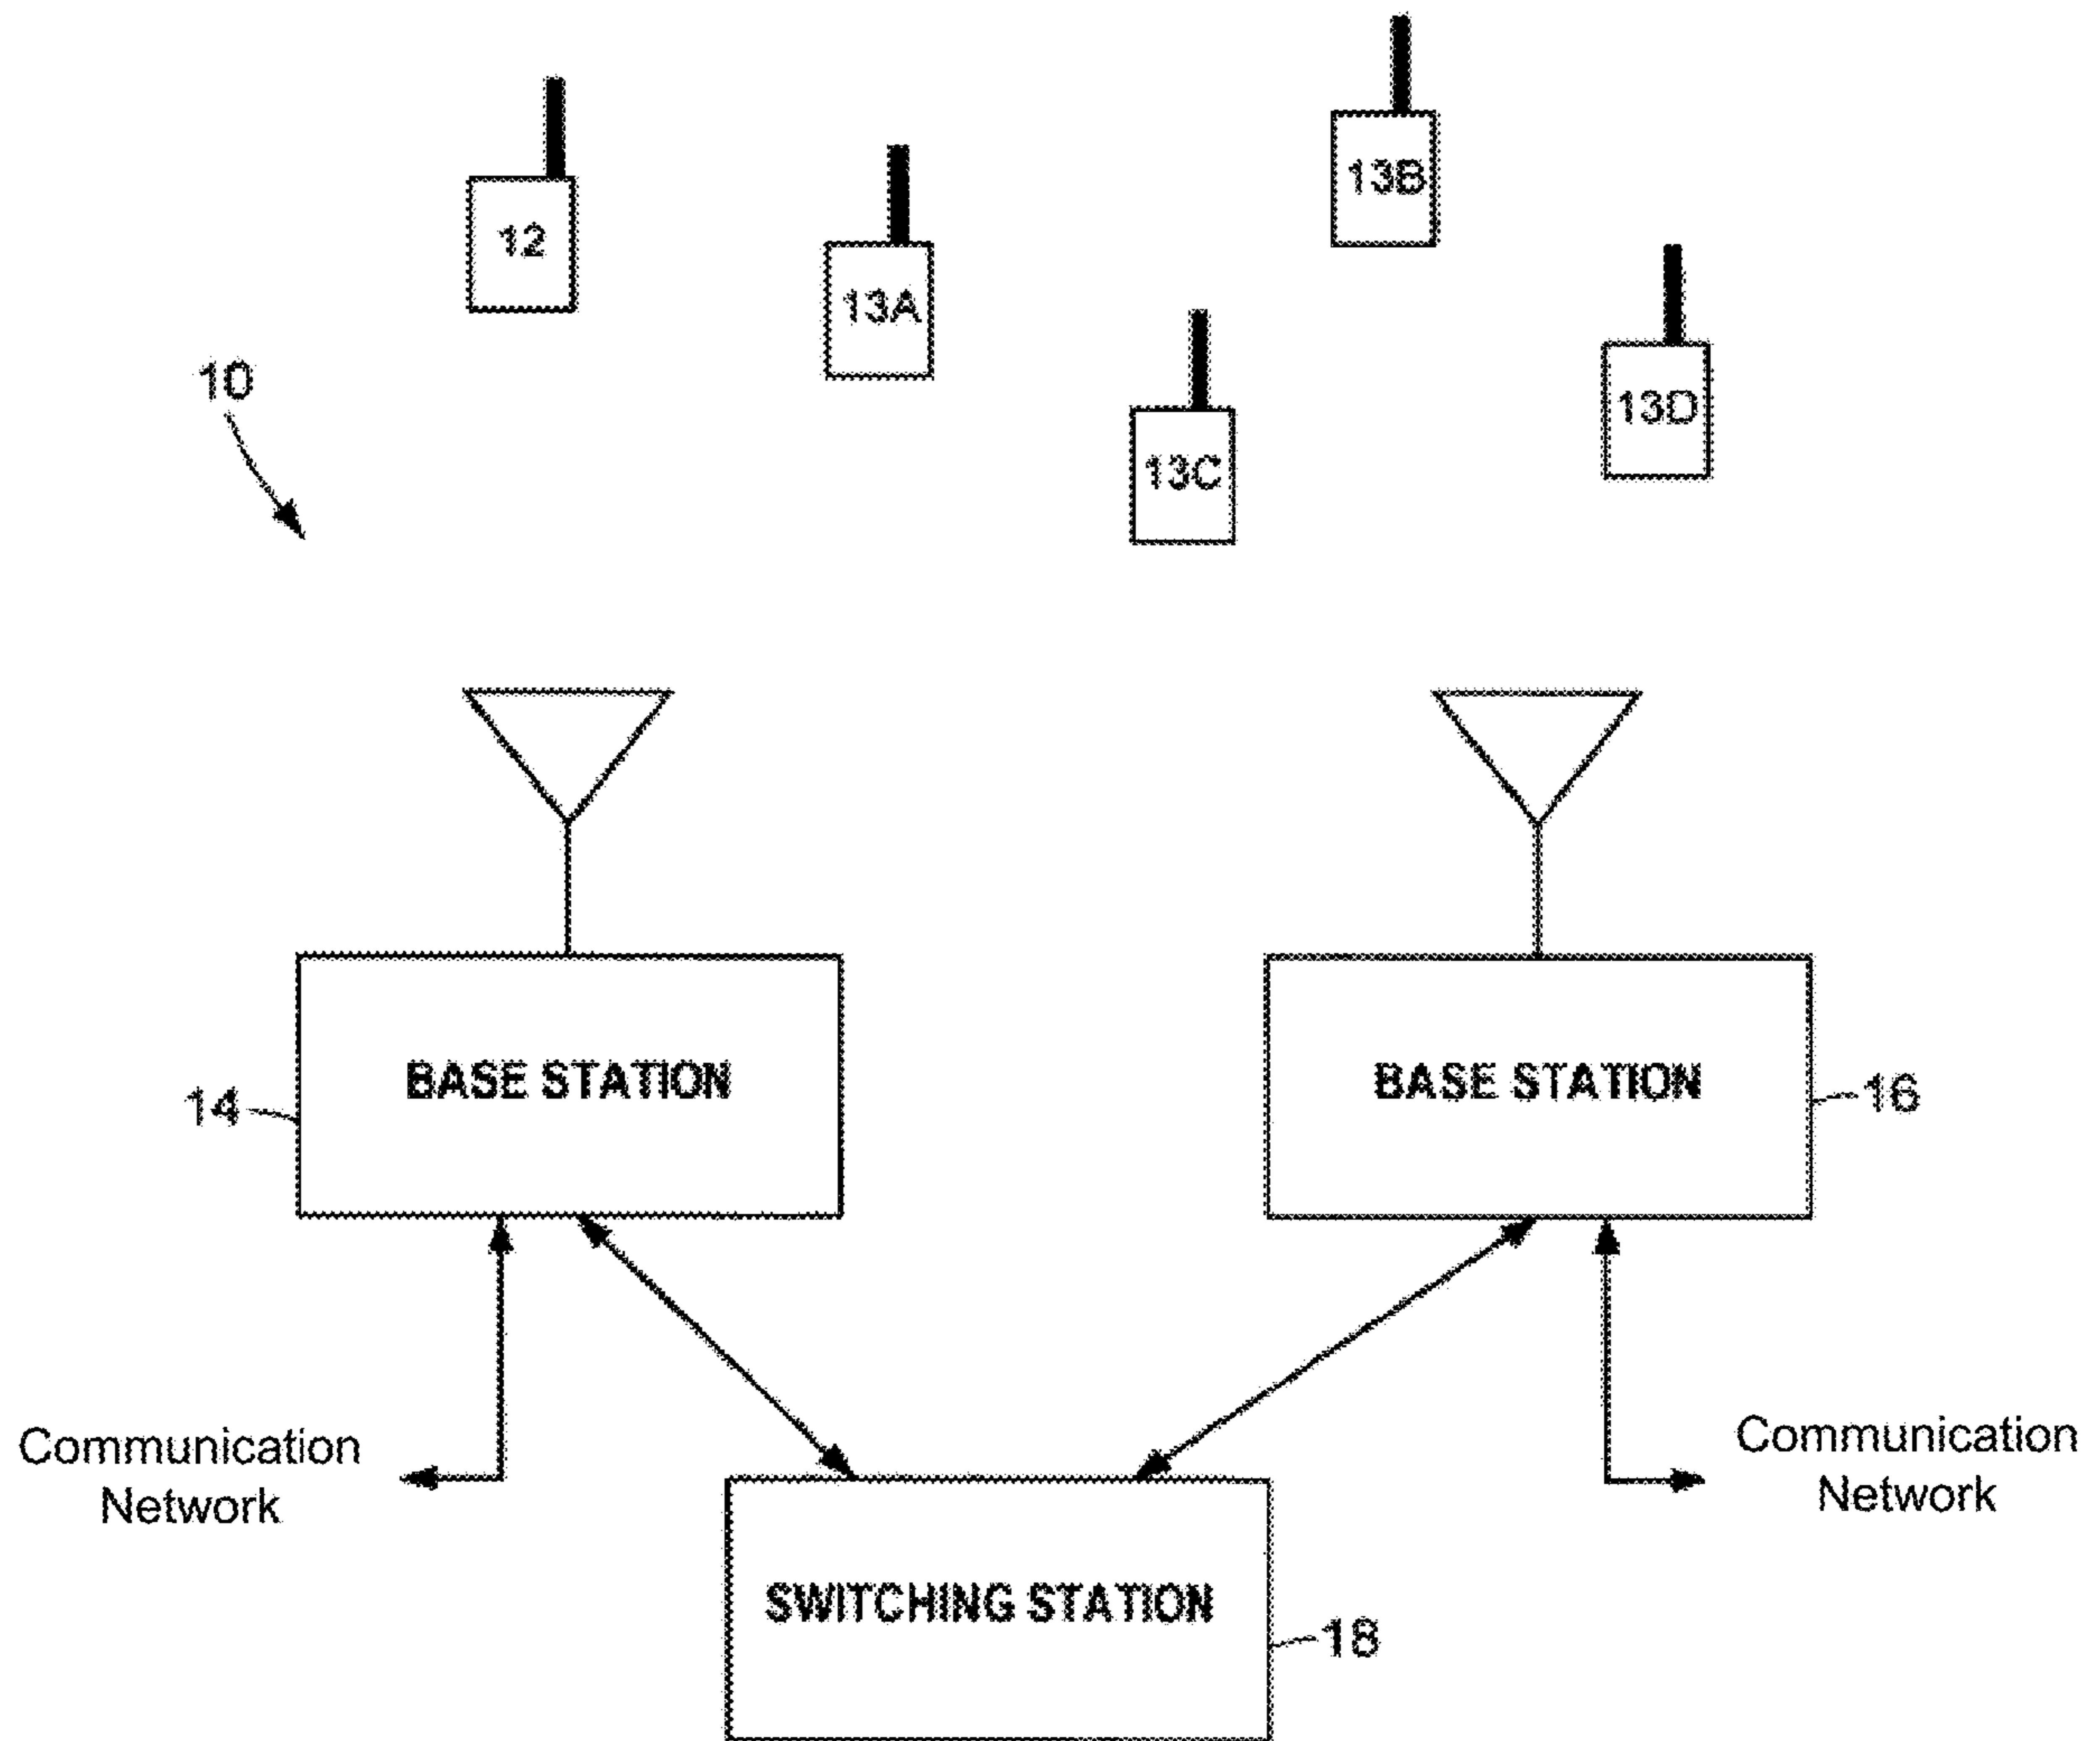 13B
12
13A
10
13D
13C
BASE STATION
BASE STATION
14
16
Communication
Network
Communication
Network
SWITCHING STATION
18